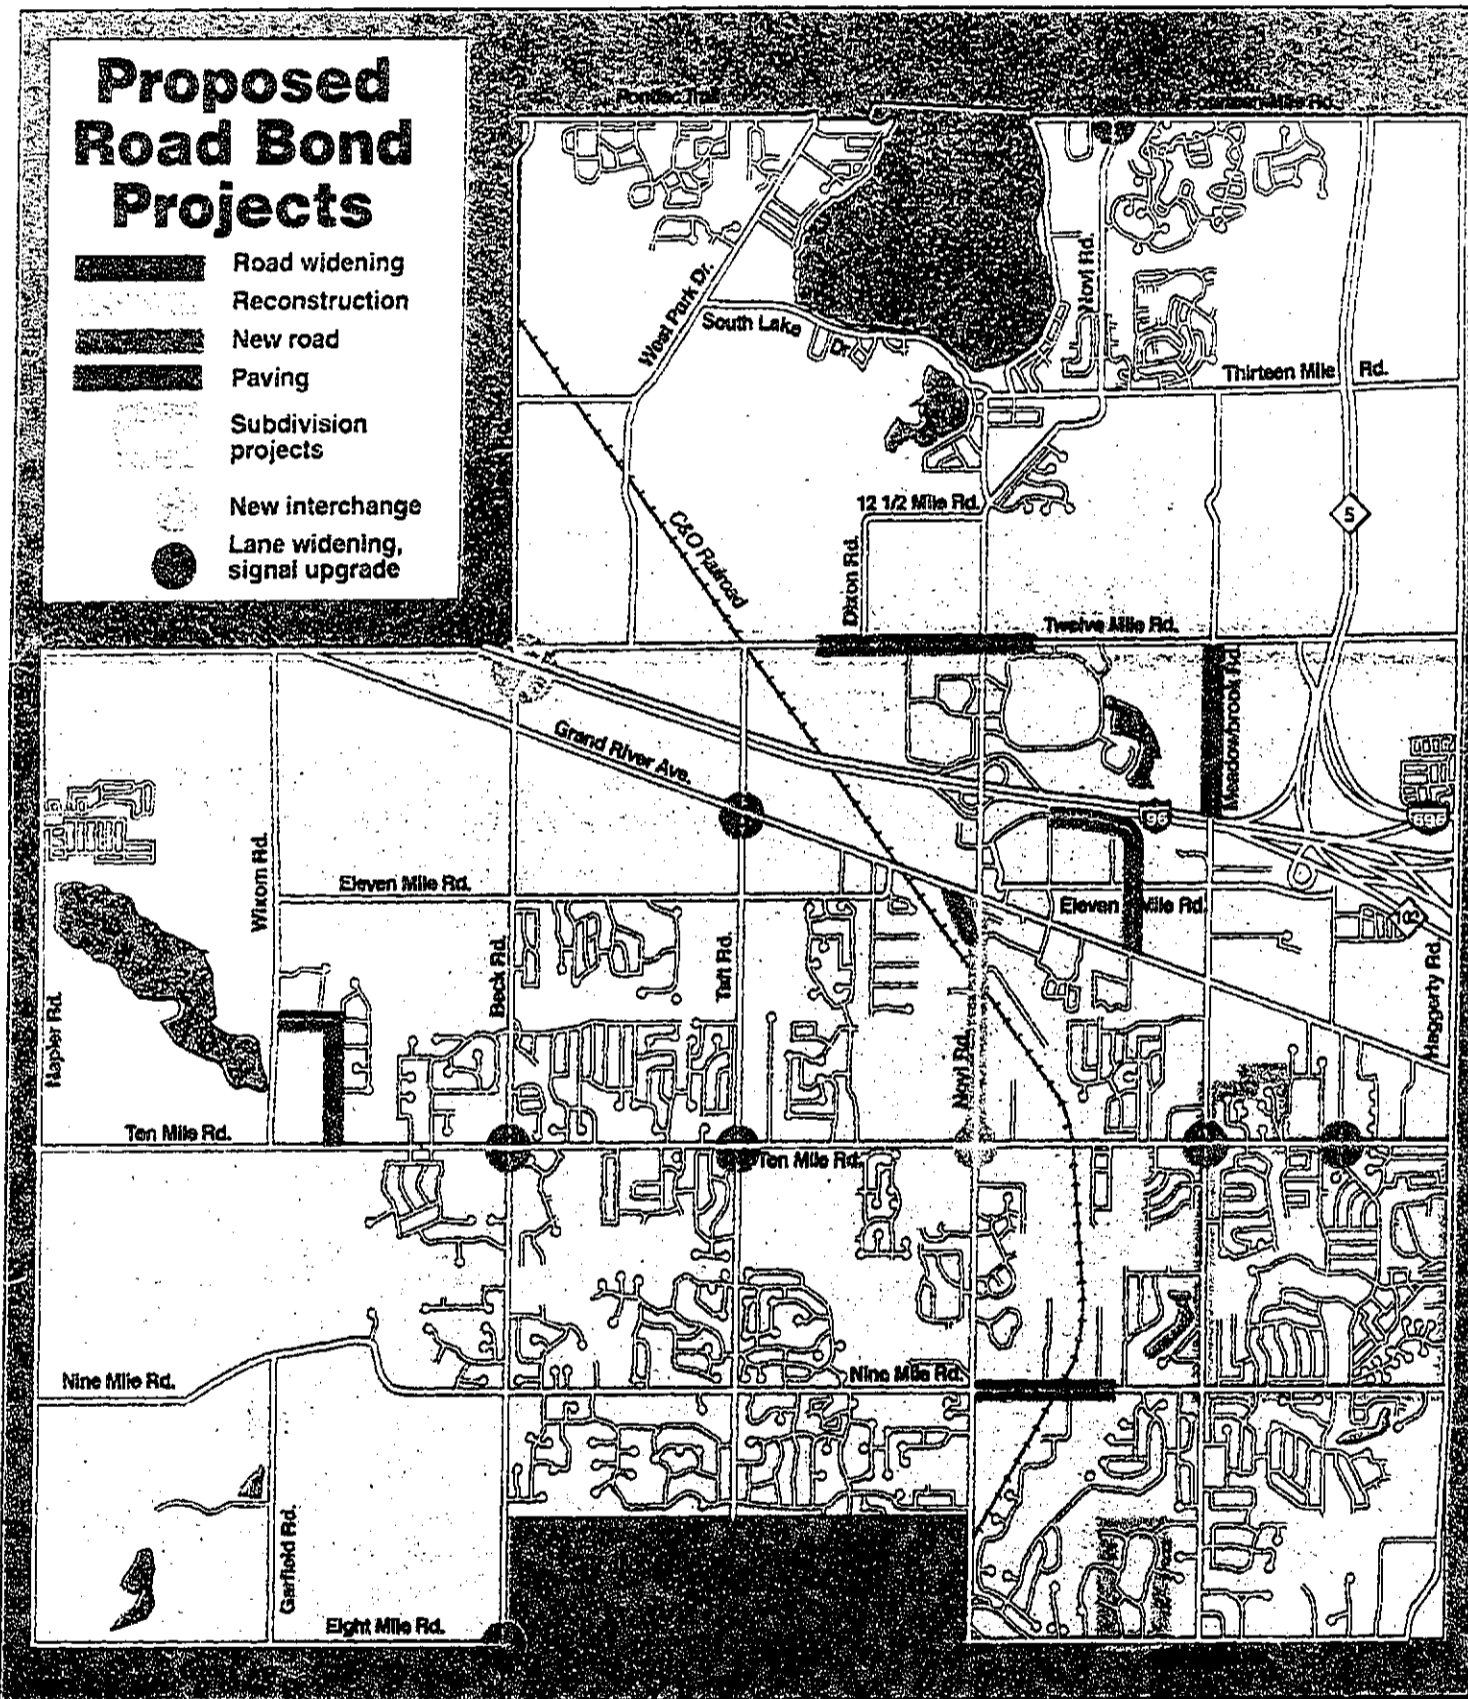 Proposed
Road Bond
Projects
Road widening
Reconstruction
New road
Paving
Subdivision
projects
New interchange
Lane widening,
signal upgrade
Pontiac Trail
Fourteen Mile Rd.
West Park Dr.
South Lake
Dr.
Novi Rd.
Thirteen Mile Rd.
12 1/2 Mile Rd.
5
C&O Railroad
Dixon Rd.
Twelve Mile Rd.
Meadowbrook Rd.
Grand River Ave.
96
696
Wixom Rd.
Eleven Mile Rd.
Eleven Mile Rd.
102
Napier Rd.
Beck Rd.
Taft Rd.
Novi Rd.
Haggerty Rd.
Ten Mile Rd.
Ten Mile Rd.
Nine Mile Rd.
Nine Mile Rd.
Garfield Rd.
Eight Mile Rd.